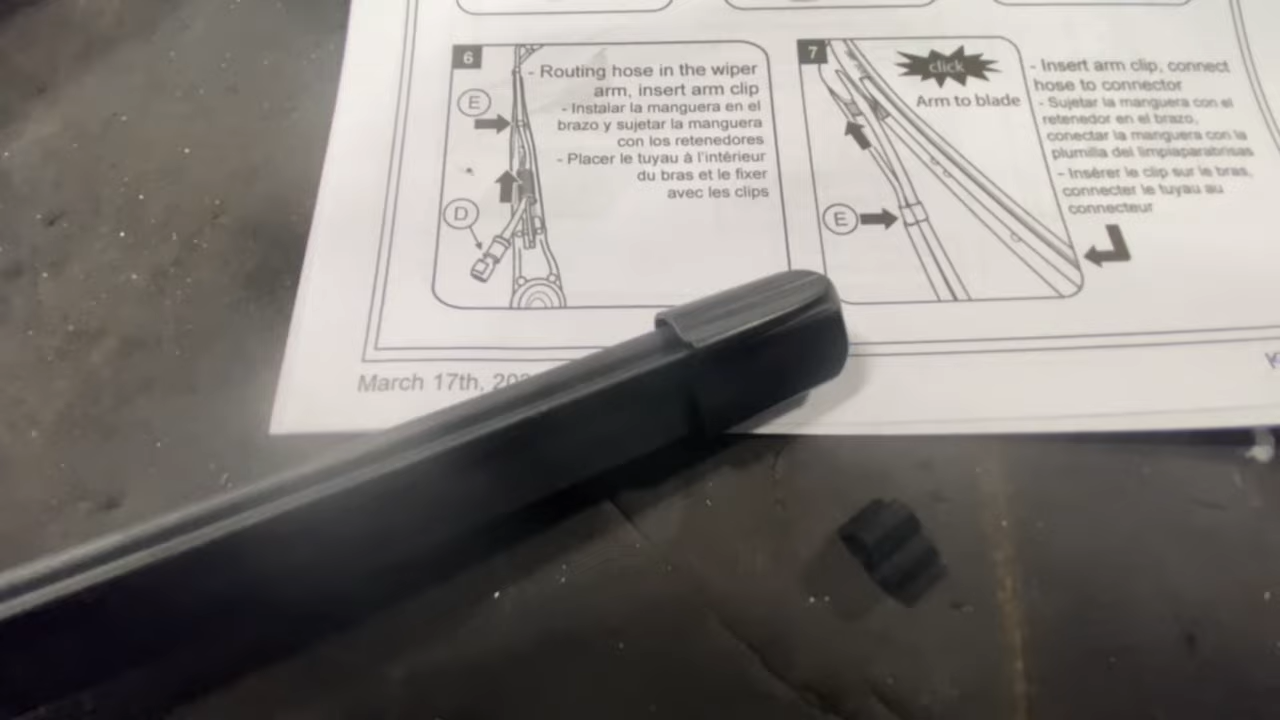 6
- Routing hose in the wiper
arm, insert arm clip
- Instalar la manguera en el
brazo y sujetar la manguera
con los retenedores
- Placer le tuyau à l'intérieur
du bras et le fixer
avec les clips
E
D
7
click
Arm to blade
E
- Insert arm clip, connect
hose to connector
- Sujetar la manguera con el
retenedor en el brazo,
conectar la manguera con la
plumilla del limpiaparabrisas
- Insérer le clip sur le bras,
connecter le tuyau au
connecteur
March 17th,